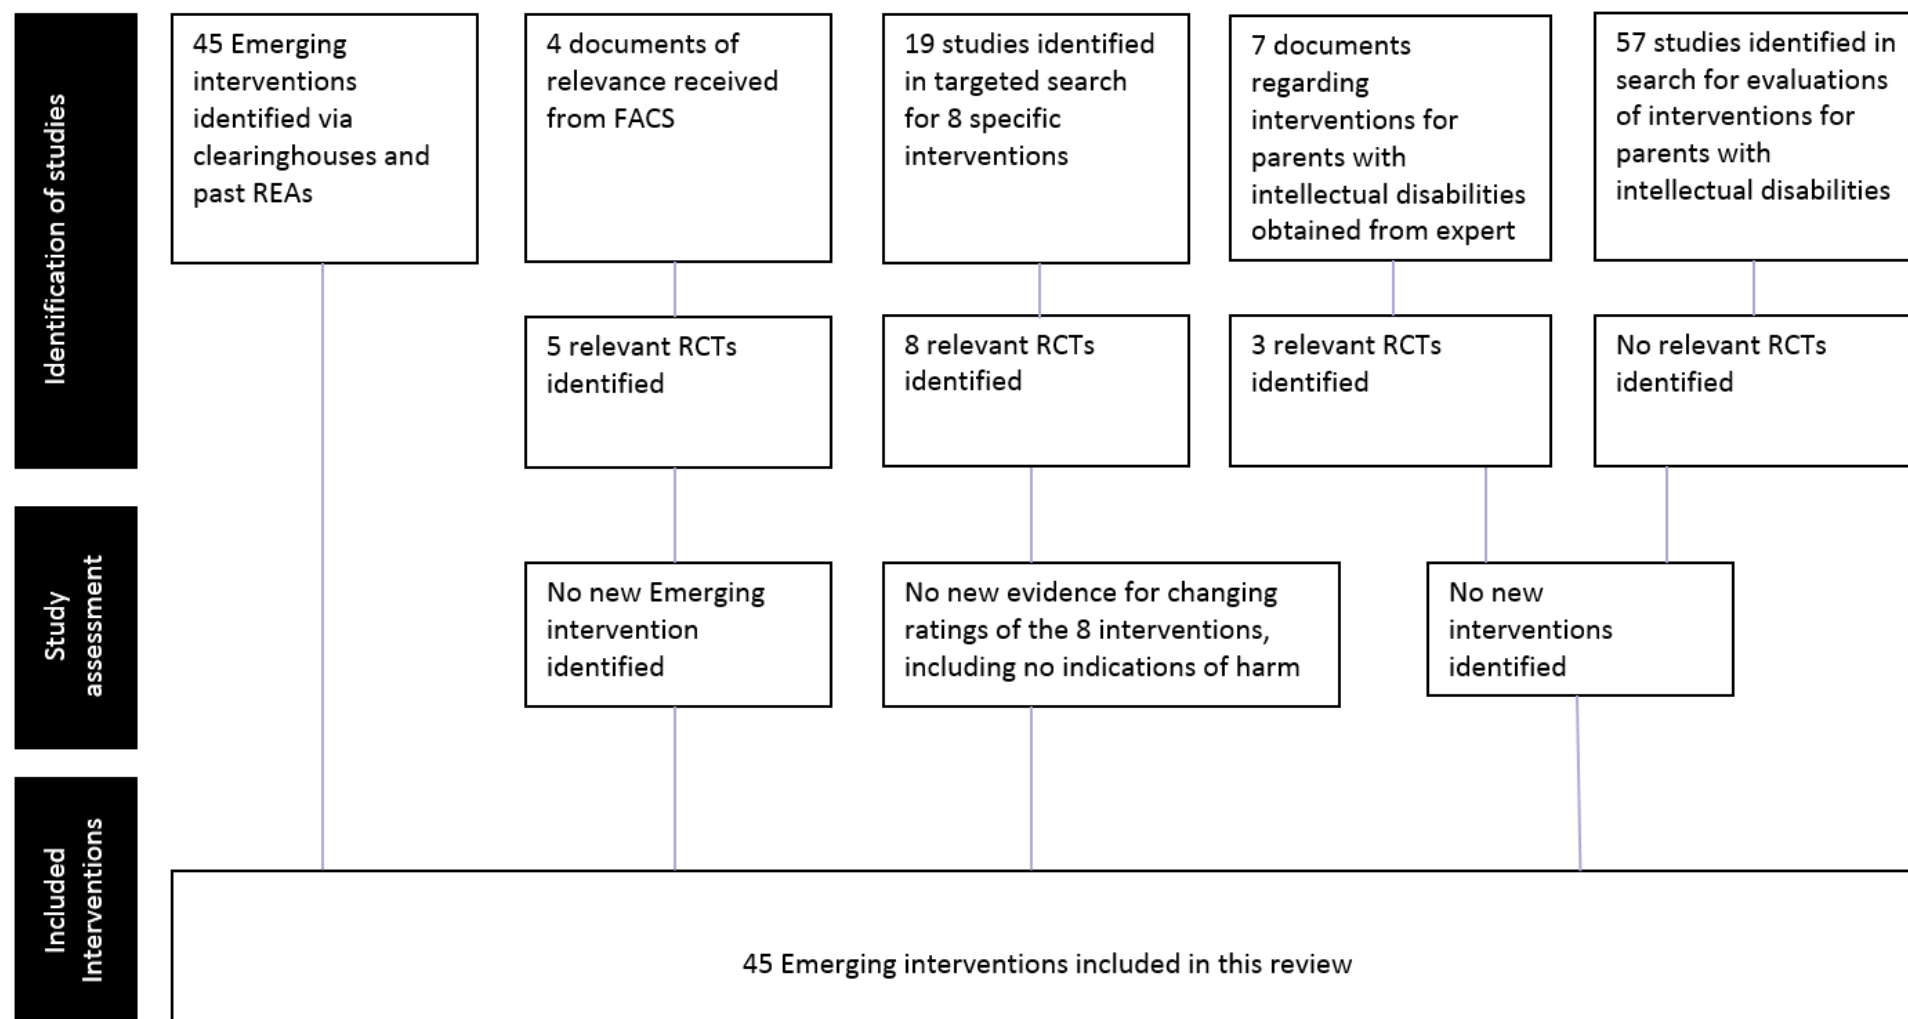 Identification of studies
45 Emerging
interventions
identified via
clearinghouses and
past REAs
4 documents of
relevance received
from FACS
19 studies identified
in targeted search
for 8 specific
interventions
7 documents
regarding
interventions for
parents with
intellectual disabilities
obtained from expert
57 studies identified in
search for evaluations
of interventions for
parents with
intellectual disabilities
5 relevant RCTs
identified
8 relevant RCTs
identified
3 relevant RCTs
identified
No relevant RCTs
identified
Study
assessment
No new Emerging
intervention
identified
No new evidence for changing
ratings of the 8 interventions,
including no indications of harm
No new
interventions
identified
Included
Interventions
45 Emerging interventions included in this review